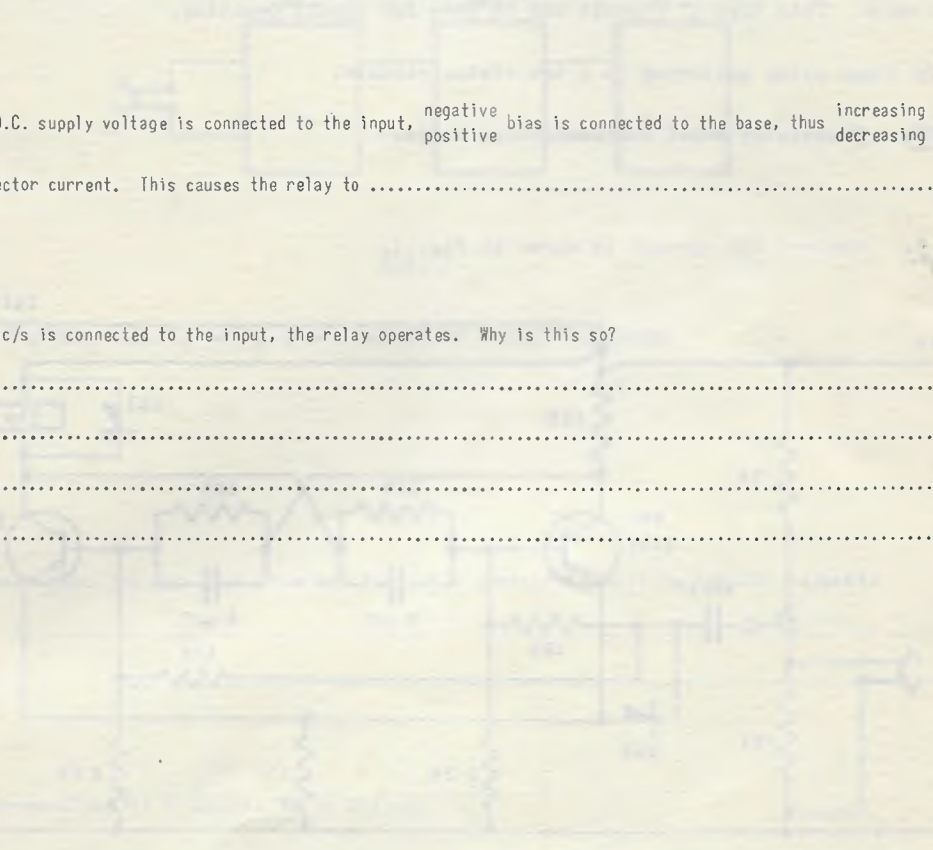 .C. supply voltage is connected to the input, negative positive bias is connected to the base, thus increasing decreasing
ector current. This causes the relay to ........................................................................
c/s is connected to the input, the relay operates. Why is this so?
................................................................................................................
................................................................................................................
................................................................................................................
................................................................................................................